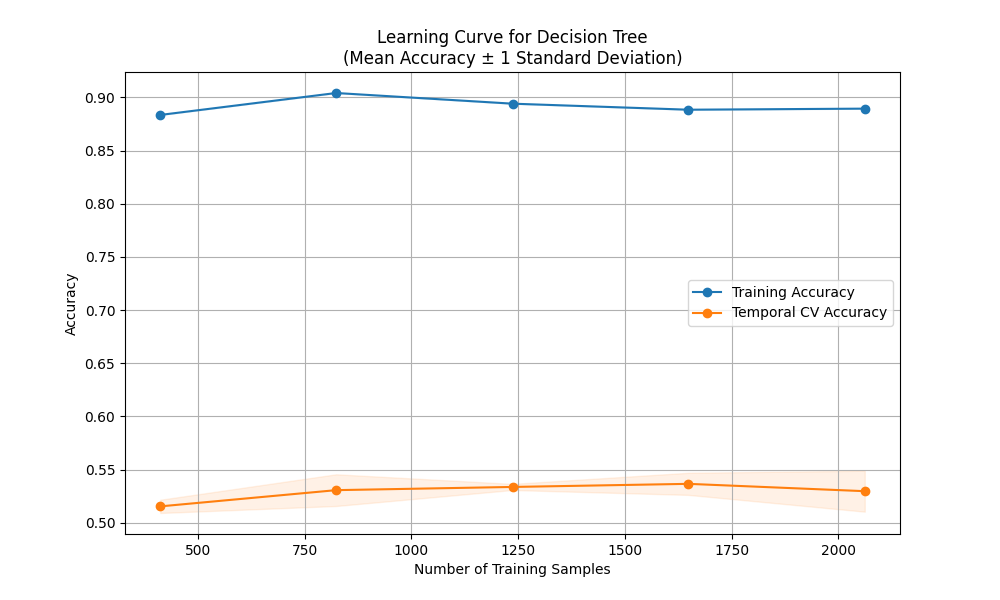 Learning Curve for Decision Tree
(Mean Accuracy ± 1 Standard Deviation)
Accuracy
0.90
0.85
0.80
0.75
0.70
0.65
0.60
0.55
0.50
Training Accuracy
Temporal CV Accuracy
500 750 1000 1250 1500 1750 2000
Number of Training Samples